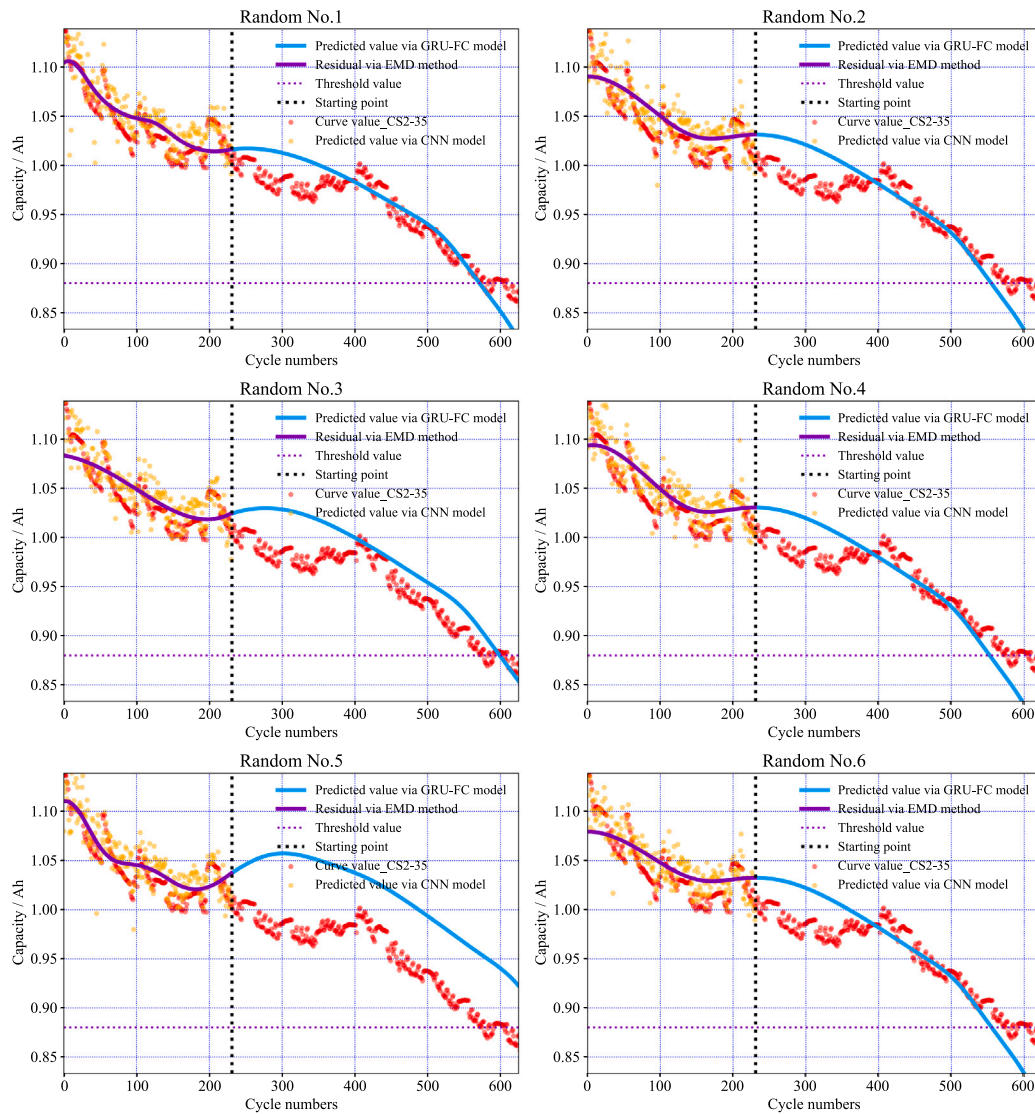 Random No.1
Predicted value via GRU-FC model
Residual via EMD method
Threshold value
Starting point
Curve value_CS2-35
Predicted value via CNN model
Capacity / Ah
1.10
1.05
1.00
0.95
0.90
0.85
0 100 200 300 400 500 600
Cycle numbers
Random No.2
Predicted value via GRU-FC model
Residual via EMD method
Threshold value
Starting point
Curve value_CS2-35
Predicted value via CNN model
Capacity / Ah
1.10
1.05
1.00
0.95
0.90
0.85
0 100 200 300 400 500 600
Cycle numbers
Random No.3
Predicted value via GRU-FC model
Residual via EMD method
Threshold value
Starting point
Curve value_CS2-35
Predicted value via CNN model
Capacity / Ah
1.10
1.05
1.00
0.95
0.90
0.85
0 100 200 300 400 500 600
Cycle numbers
Random No.4
Predicted value via GRU-FC model
Residual via EMD method
Threshold value
Starting point
Curve value_CS2-35
Predicted value via CNN model
Capacity / Ah
1.10
1.05
1.00
0.95
0.90
0.85
0 100 200 300 400 500 600
Cycle numbers
Random No.5
Predicted value via GRU-FC model
Residual via EMD method
Threshold value
Starting point
Curve value_CS2-35
Predicted value via CNN model
Capacity / Ah
1.10
1.05
1.00
0.95
0.90
0.85
0 100 200 300 400 500 600
Cycle numbers
Random No.6
Predicted value via GRU-FC model
Residual via EMD method
Threshold value
Starting point
Curve value_CS2-35
Predicted value via CNN model
Capacity / Ah
1.10
1.05
1.00
0.95
0.90
0.85
0 100 200 300 400 500 600
Cycle numbers